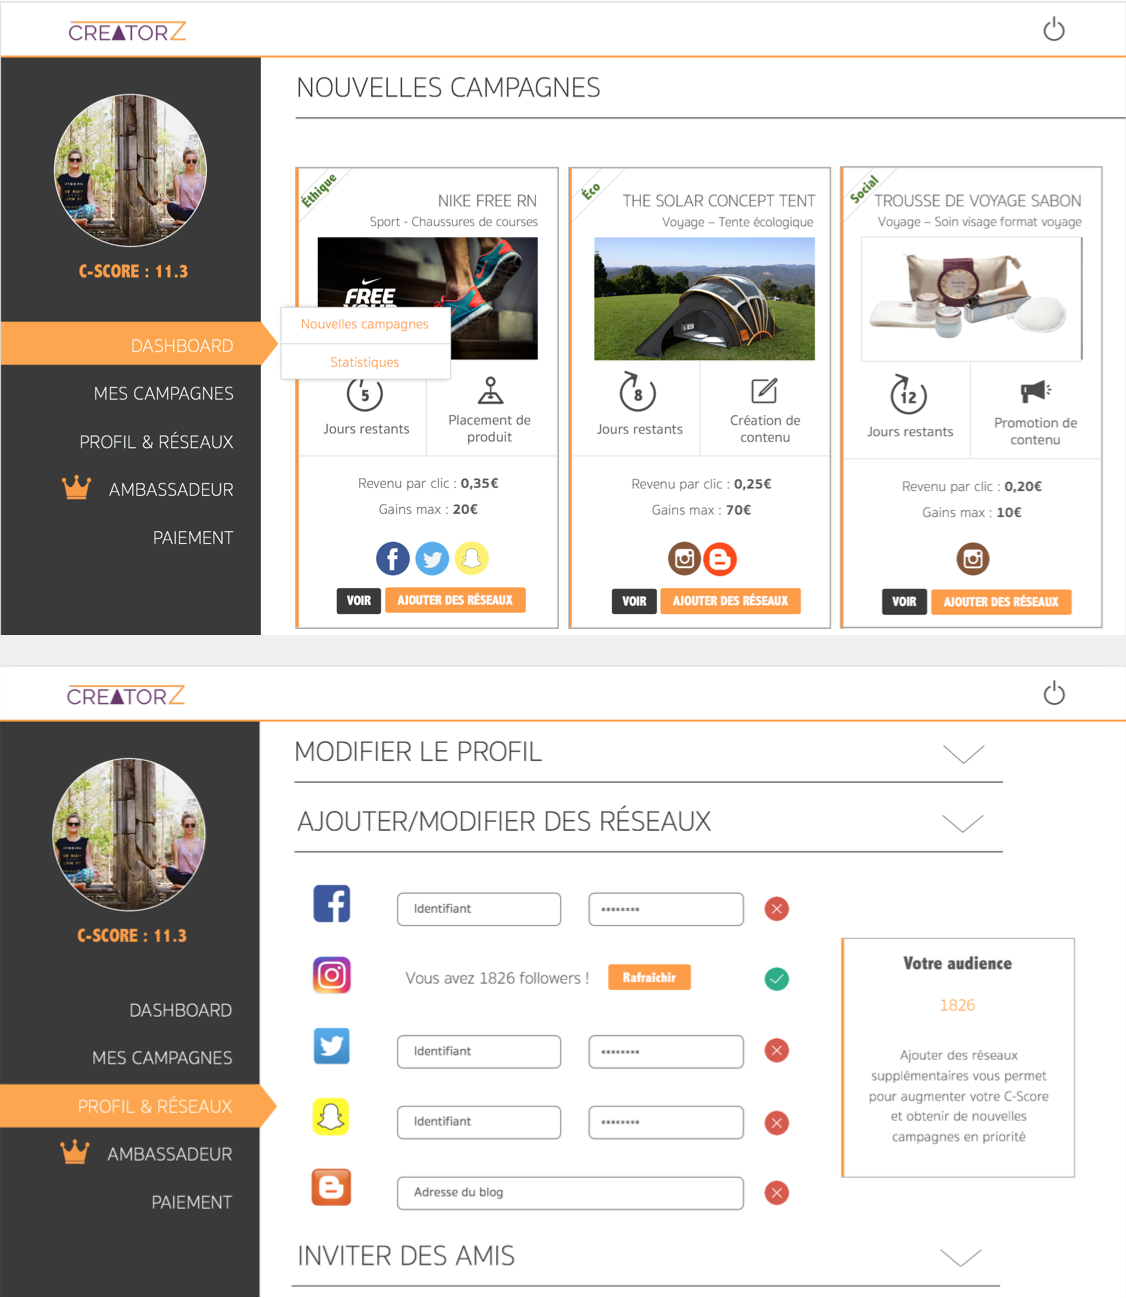 CREATORZ
NOUVELLES CAMPAGNES
C-SCORE : 11.3
DASHBOARD
MES CAMPAGNES
PROFIL & RÉSEAUX
AMBASSADEUR
PAIEMENT
Nouvelles campagnes
Statistiques
Éthique
NIKE FREE RN
Sport - Chaussures de courses
FREE
5
Jours restants
Placement de
produit
Revenu par clic : 0,35€
Gains max : 20€
VOIR
AJOUTER DES RÉSEAUX
Éco
THE SOLAR CONCEPT TENT
Voyage – Tente écologique
8
Jours restants
Création de
contenu
Revenu par clic : 0,25€
Gains max : 70€
VOIR
AJOUTER DES RÉSEAUX
Social
TROUSSE DE VOYAGE SABON
Voyage – Soin visage format voyage
12
Jours restants
Promotion de
contenu
Revenu par clic : 0,20€
Gains max : 10€
VOIR
AJOUTER DES RÉSEAUX
CREATORZ
C-SCORE : 11.3
DASHBOARD
MES CAMPAGNES
PROFIL & RÉSEAUX
AMBASSADEUR
PAIEMENT
MODIFIER LE PROFIL
AJOUTER/MODIFIER DES RÉSEAUX
Identifiant ********
Vous avez 1826 followers ! Rafraîchir
Identifiant ********
Identifiant ********
Adresse du blog
Votre audience
1826
Ajouter des réseaux
supplémentaires vous permet
pour augmenter votre C-Score
et obtenir de nouvelles
campagnes en priorité
INVITER DES AMIS